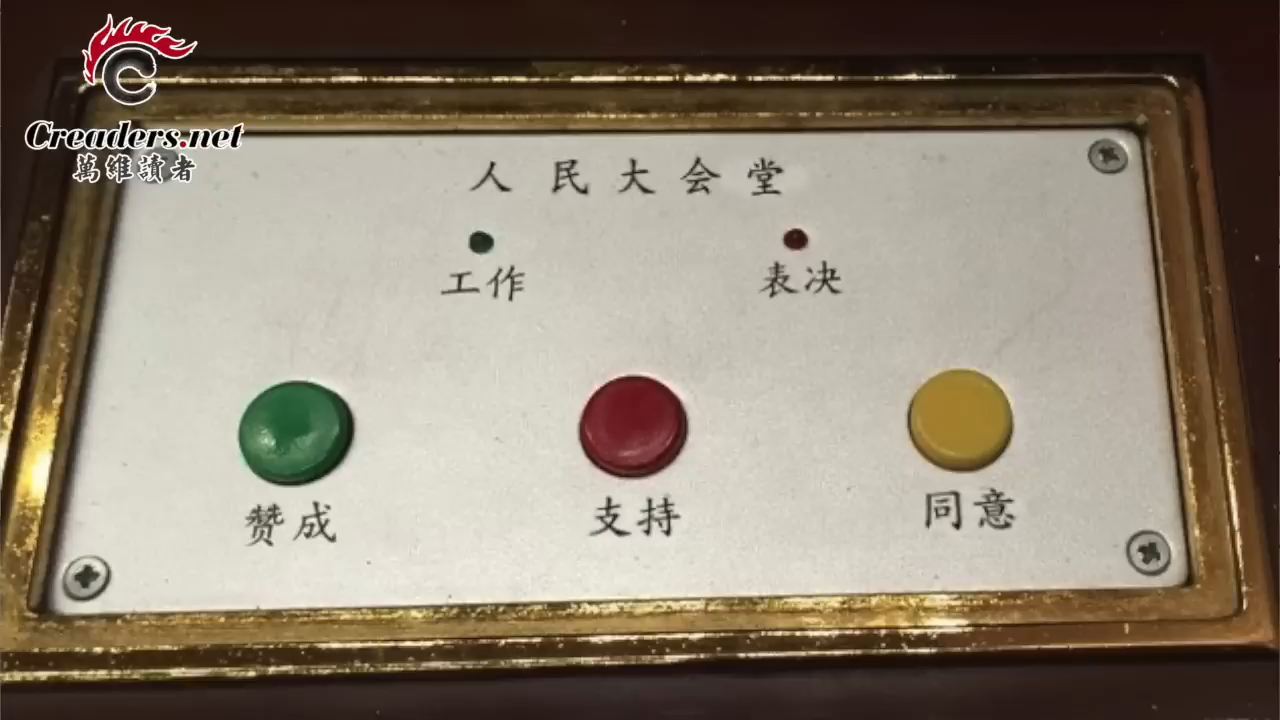 Creaders.net
萬維讀者
人民大会堂
工作 表决
赞成 支持 同意